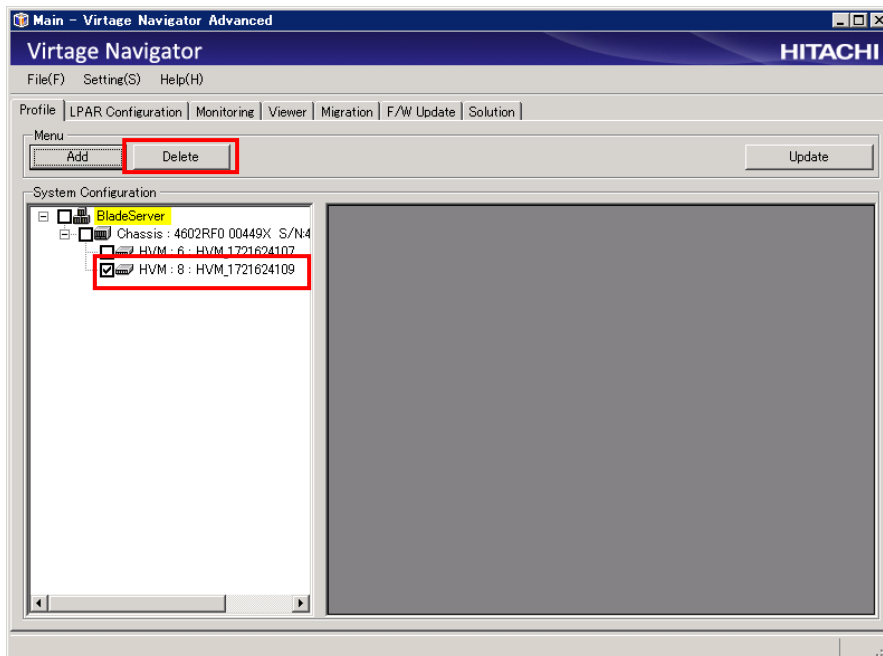 Main - Virtage Navigator Advanced
Virtage Navigator
HITACHI
File(F) Setting(S) Help(H)
Profile LPAR Configuration Monitoring Viewer Migration F/W Update Solution
Menu
Add Delete Update
System Configuration
BladeServer
Chassis : 4602RF0 00449X S/N:4
HVM : 6 : HVM_1721624107
HVM : 8 : HVM_1721624109